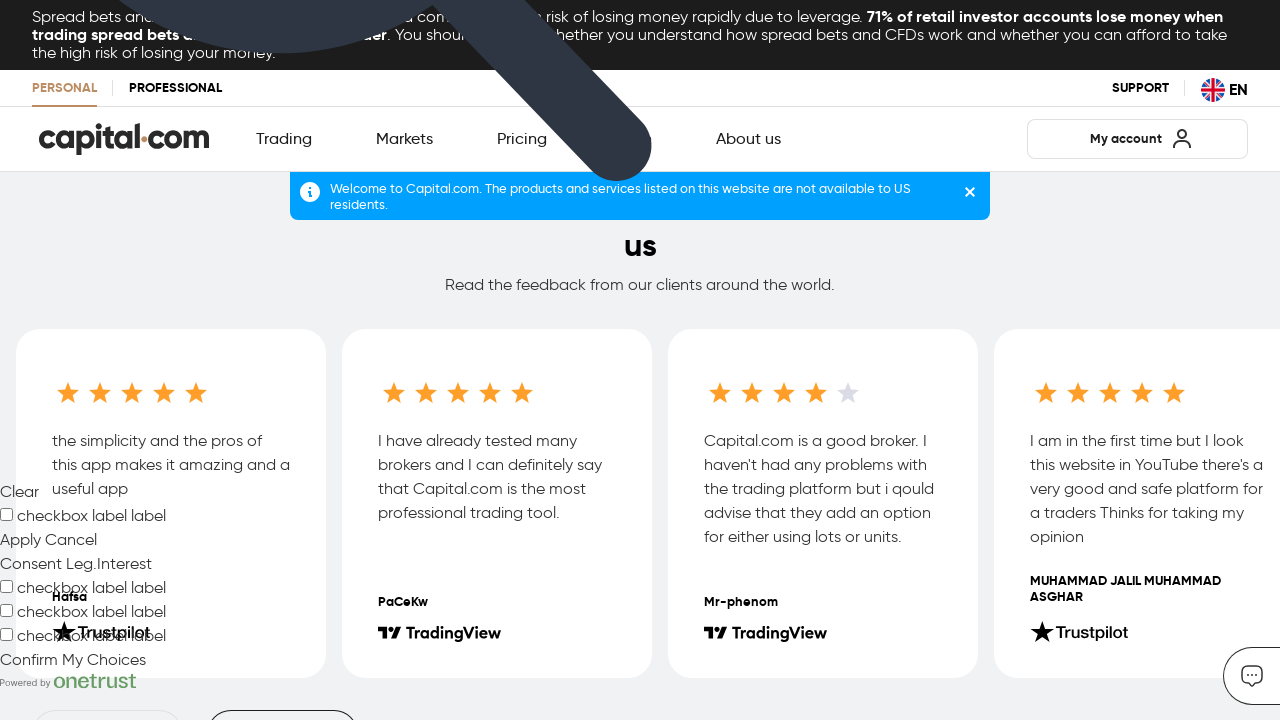 Spread bets and
risk of losing money rapidly due to leverage. 71% of retail investor accounts lose money when
trading spread bets
. You should
whether you understand how spread bets and CFDs work and whether you can afford to take
the high risk of losing your money.
PERSONAL
PROFESSIONAL
SUPPORT
EN
capital.com
Trading
Markets
Pricing
About us
My account
Welcome to Capital.com. The products and services listed on this website are not available to US
residents.
us
Read the feedback from our clients around the world.
the simplicity and the pros of
this app makes it amazing and a
useful app
Hafsa
Trustpilot
I have already tested many
brokers and I can definitely say
that Capital.com is the most
professional trading tool.
PaCeKw
TradingView
Capital.com is a good broker. I
haven't had any problems with
the trading platform but i qould
advise that they add an option
for either using lots or units.
Mr-phenom
TradingView
I am in the first time but I look
this website in YouTube there's a
very good and safe platform for
a traders Thinks for taking my
opinion
MUHAMMAD JALIL MUHAMMAD
ASGHAR
Trustpilot
Clear
checkbox label label
Apply Cancel
Consent Leg.Interest
checkbox label label
checkbox label label
checkbox label label
Confirm My Choices
Powered by onetrust